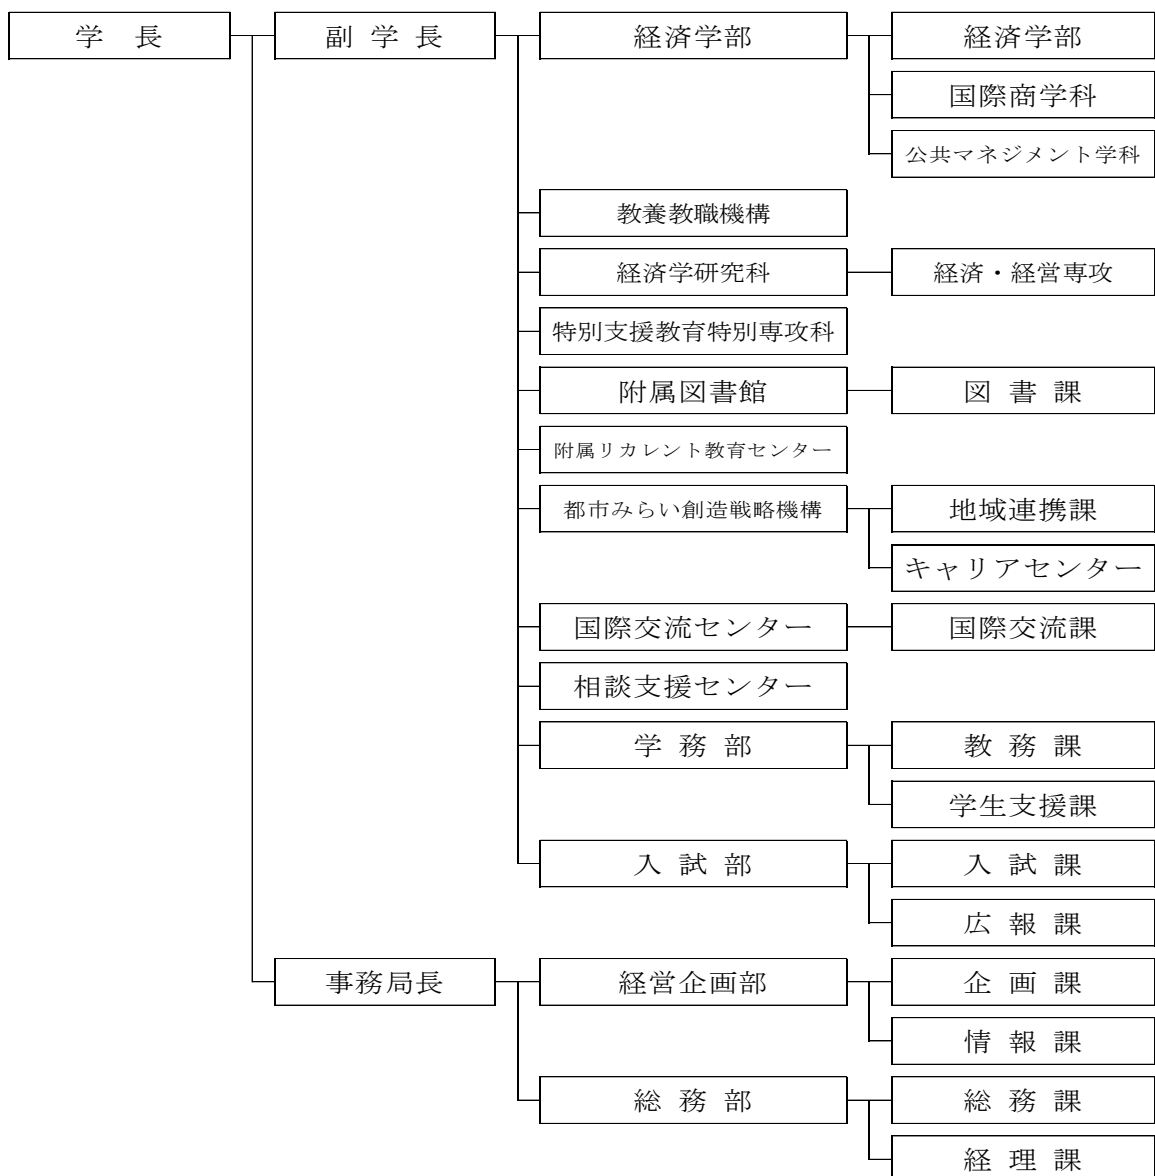 学 長
副 学 長
経済学部
経済学部
国際商学科
公共マネジメント学科
教養教職機構
経済学研究科
経済・経営専攻
特別支援教育特別専攻科
附属図書館
図 書 課
附属リカレント教育センター
都市みらい創造戦略機構
地域連携課
キャリアセンター
国際交流センター
国際交流課
相談支援センター
学 務 部
教 務 課
学生支援課
入 試 部
入 試 課
広 報 課
事務局長
経営企画部
企 画 課
情 報 課
総 務 部
総 務 課
経 理 課